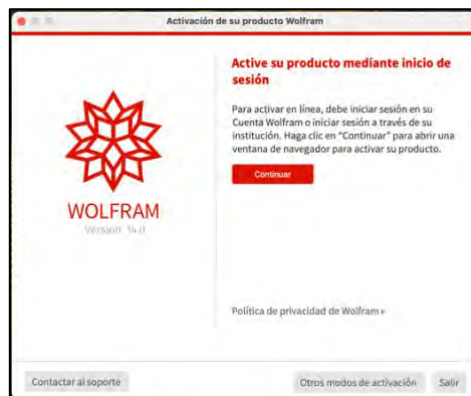 Activación de su producto Wolfram
Active su producto mediante inicio de
sesión
Para activar en línea, debe iniciar sesión en su
Cuenta Wolfram o iniciar sesión a través de su
institución. Haga clic en “Continuar” para abrir una
ventana de navegador para activar su producto.
Continuar
WOLFRAM
Version 14.0
Política de privacidad de Wolfram »
Contactar al soporte
Otros modos de activación
Salir